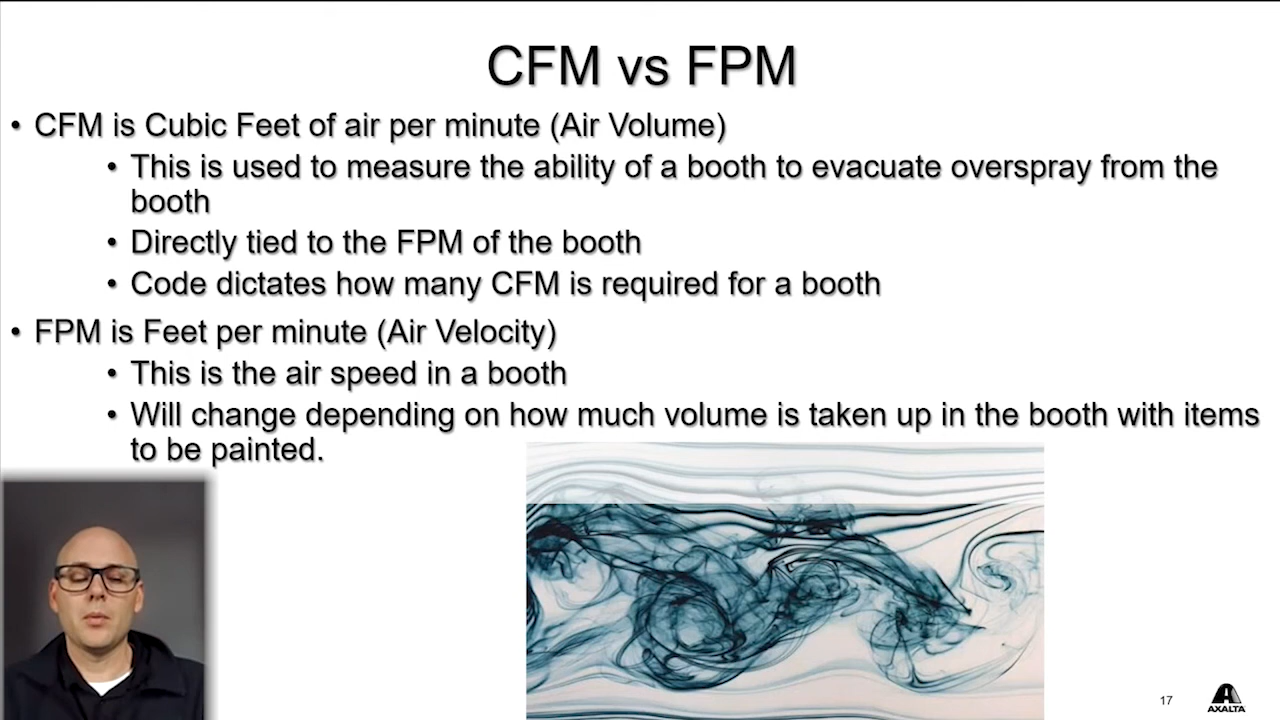 CFM vs FPM
• CFM is Cubic Feet of air per minute (Air Volume)
• This is used to measure the ability of a booth to evacuate overspray from the
booth
• Directly tied to the FPM of the booth
• Code dictates how many CFM is required for a booth
• FPM is Feet per minute (Air Velocity)
• This is the air speed in a booth
• Will change depending on how much volume is taken up in the booth with items
to be painted.
17
AXALTA